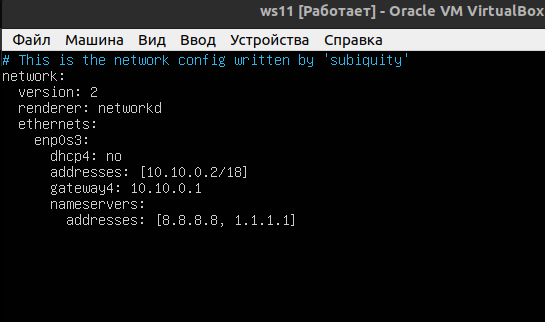 ws11 [Работает] - Oracle VM VirtualBox
Файл Машина Вид Ввод Устройства Справка
# This is the network config written by 'subiquity'
network:
  version: 2
  renderer: networkd
  ethernets:
    enp0s3:
      dhcp4: no
      addresses: [10.10.0.2/18]
      gateway4: 10.10.0.1
      nameservers:
        addresses: [8.8.8.8, 1.1.1.1]